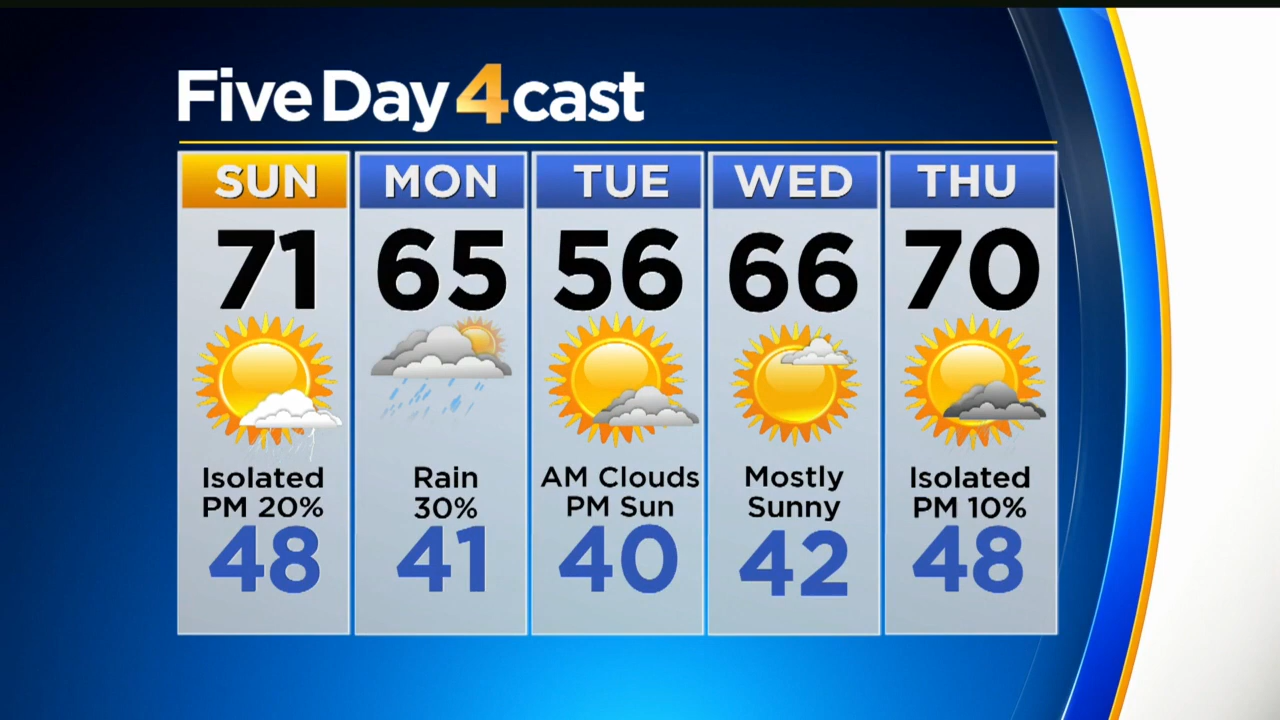 Five Day 4cast
SUN MON TUE WED THU
71 65 56 66 70
Isolated Rain AM Clouds Mostly Isolated
PM 20% 30% PM Sun Sunny PM 10%
48 41 40 42 48